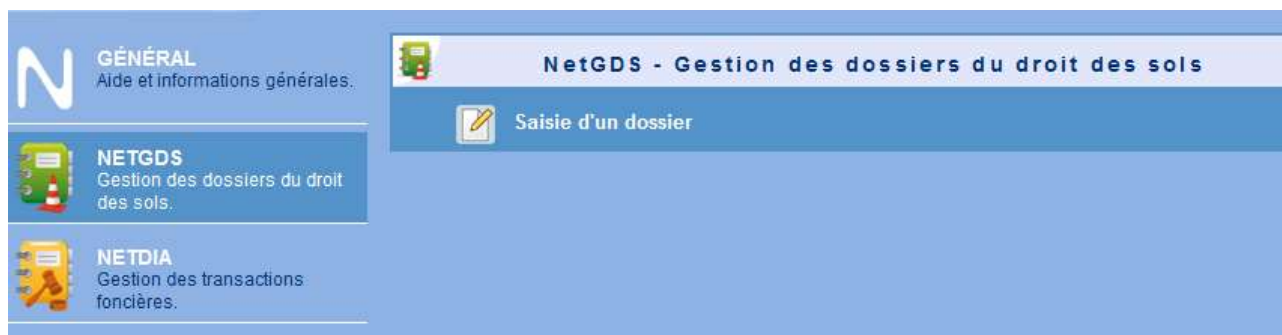 N
GÉNÉRAL
Aide et informations générales.
NETGDS
Gestion des dossiers du droit
des sols.
NETDIA
Gestion des transactions
foncières.
NetGDS - Gestion des dossiers du droit des sols
Saisie d'un dossier